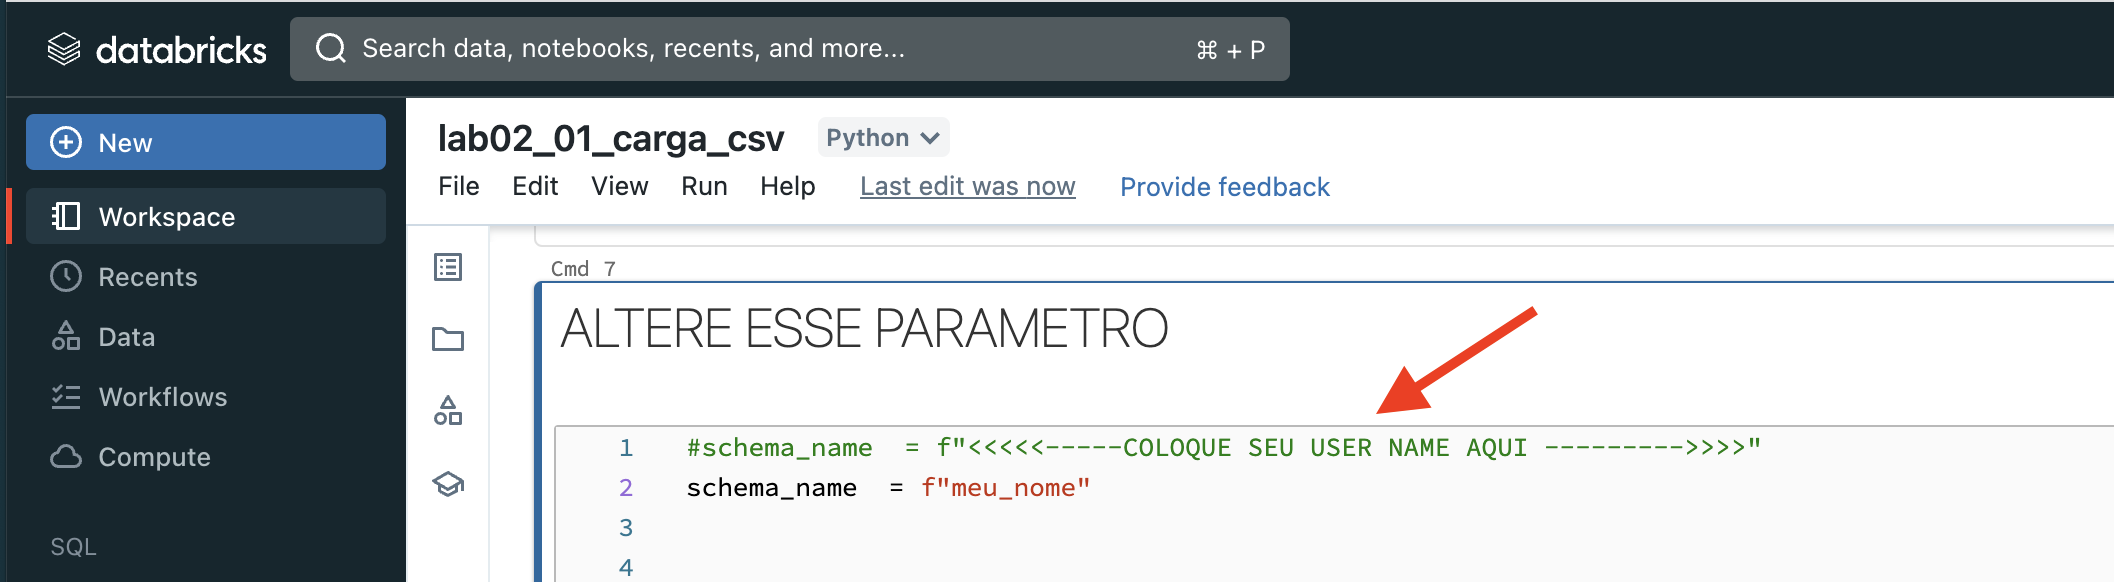 databricks
Search data, notebooks, recents, and more...
⌘ + P
New
Workspace
Recents
Data
Workflows
Compute
SQL
lab02_01_carga_csv
Python
File Edit View Run Help Last edit was now Provide feedback
Cmd 7
ALTERE ESSE PARAMETRO
1 #schema_name = f"<<<<<-----COLOQUE SEU USER NAME AQUI --------->>>>"
2 schema_name = f"meu_nome"
3
4